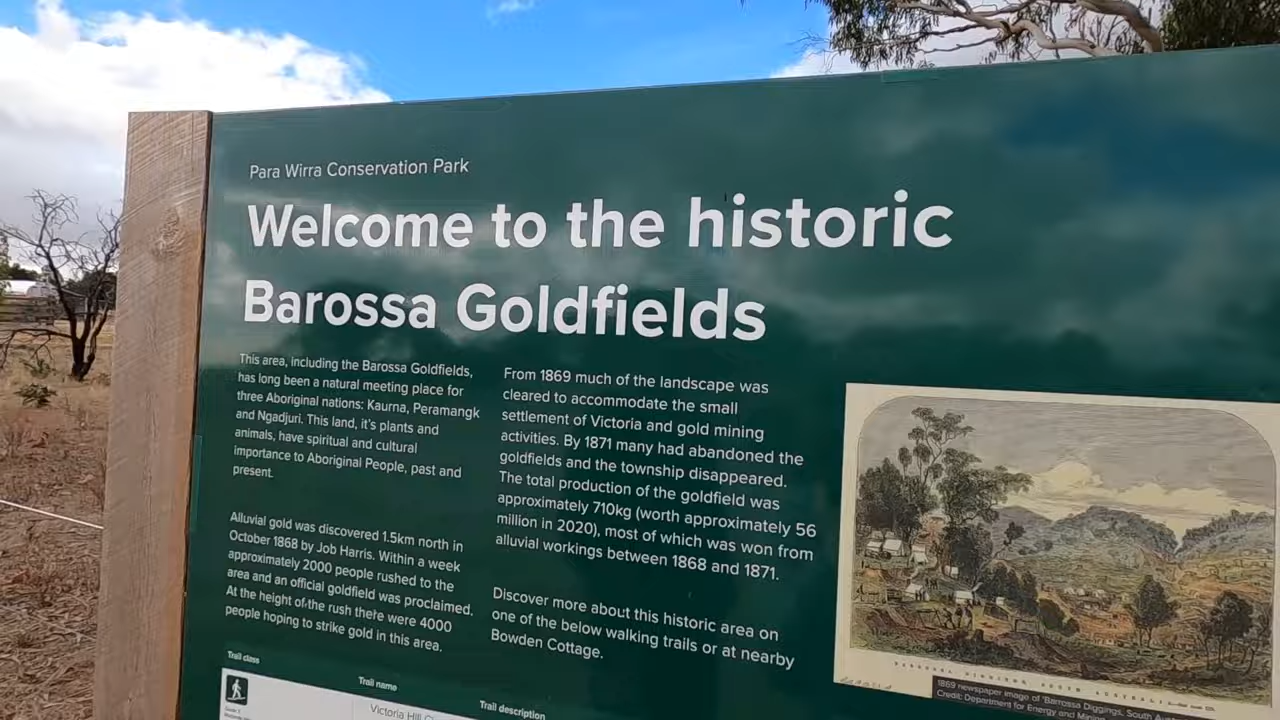 Para Wirra Conservation Park
Welcome to the historic
Barossa Goldfields
This area, including the Barossa Goldfields,
has long been a natural meeting place for
three Aboriginal nations: Kaurna, Peramangk
and Ngadjuri. This land, it's plants and
animals, have spiritual and cultural
importance to Aboriginal People, past and
present.
Alluvial gold was discovered 1.5km north in
October 1868 by Job Harris. Within a week
approximately 2000 people rushed to the
area and an official goldfield was proclaimed.
At the height of the rush there were 4000
people hoping to strike gold in this area.
From 1869 much of the landscape was
cleared to accommodate the small
settlement of Victoria and gold mining
activities. By 1871 many had abandoned the
goldfields and the township disappeared.
The total production of the goldfield was
approximately 710kg (worth approximately 56
million in 2020), most of which was won from
alluvial workings between 1868 and 1871.
Discover more about this historic area on
one of the below walking trails or at nearby
Bowden Cottage.
1869 newspaper image of 'Barrossa Diggings, South
Credit: Department for Energy and
Trail class
Trail name
Trail description
Victoria Hill